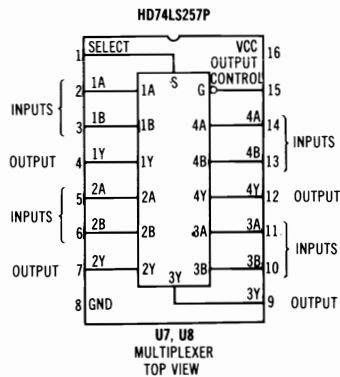 HD74LS257P
1 SELECT VCC 16
OUTPUT
CONTROL
S G 15
INPUTS 2 1A 1A 4A 4A 14 INPUTS
3 1B 1B 4B 4B 13
OUTPUT 4 1Y 1Y 4Y 4Y 12 OUTPUT
INPUTS 5 2A 2A 3A 3A 11 INPUTS
6 2B 2B 3B 3B 10
OUTPUT 7 2Y 2Y 3Y 3Y 9 OUTPUT
8 GND
U7, U8
MULTIPLEXER
TOP VIEW